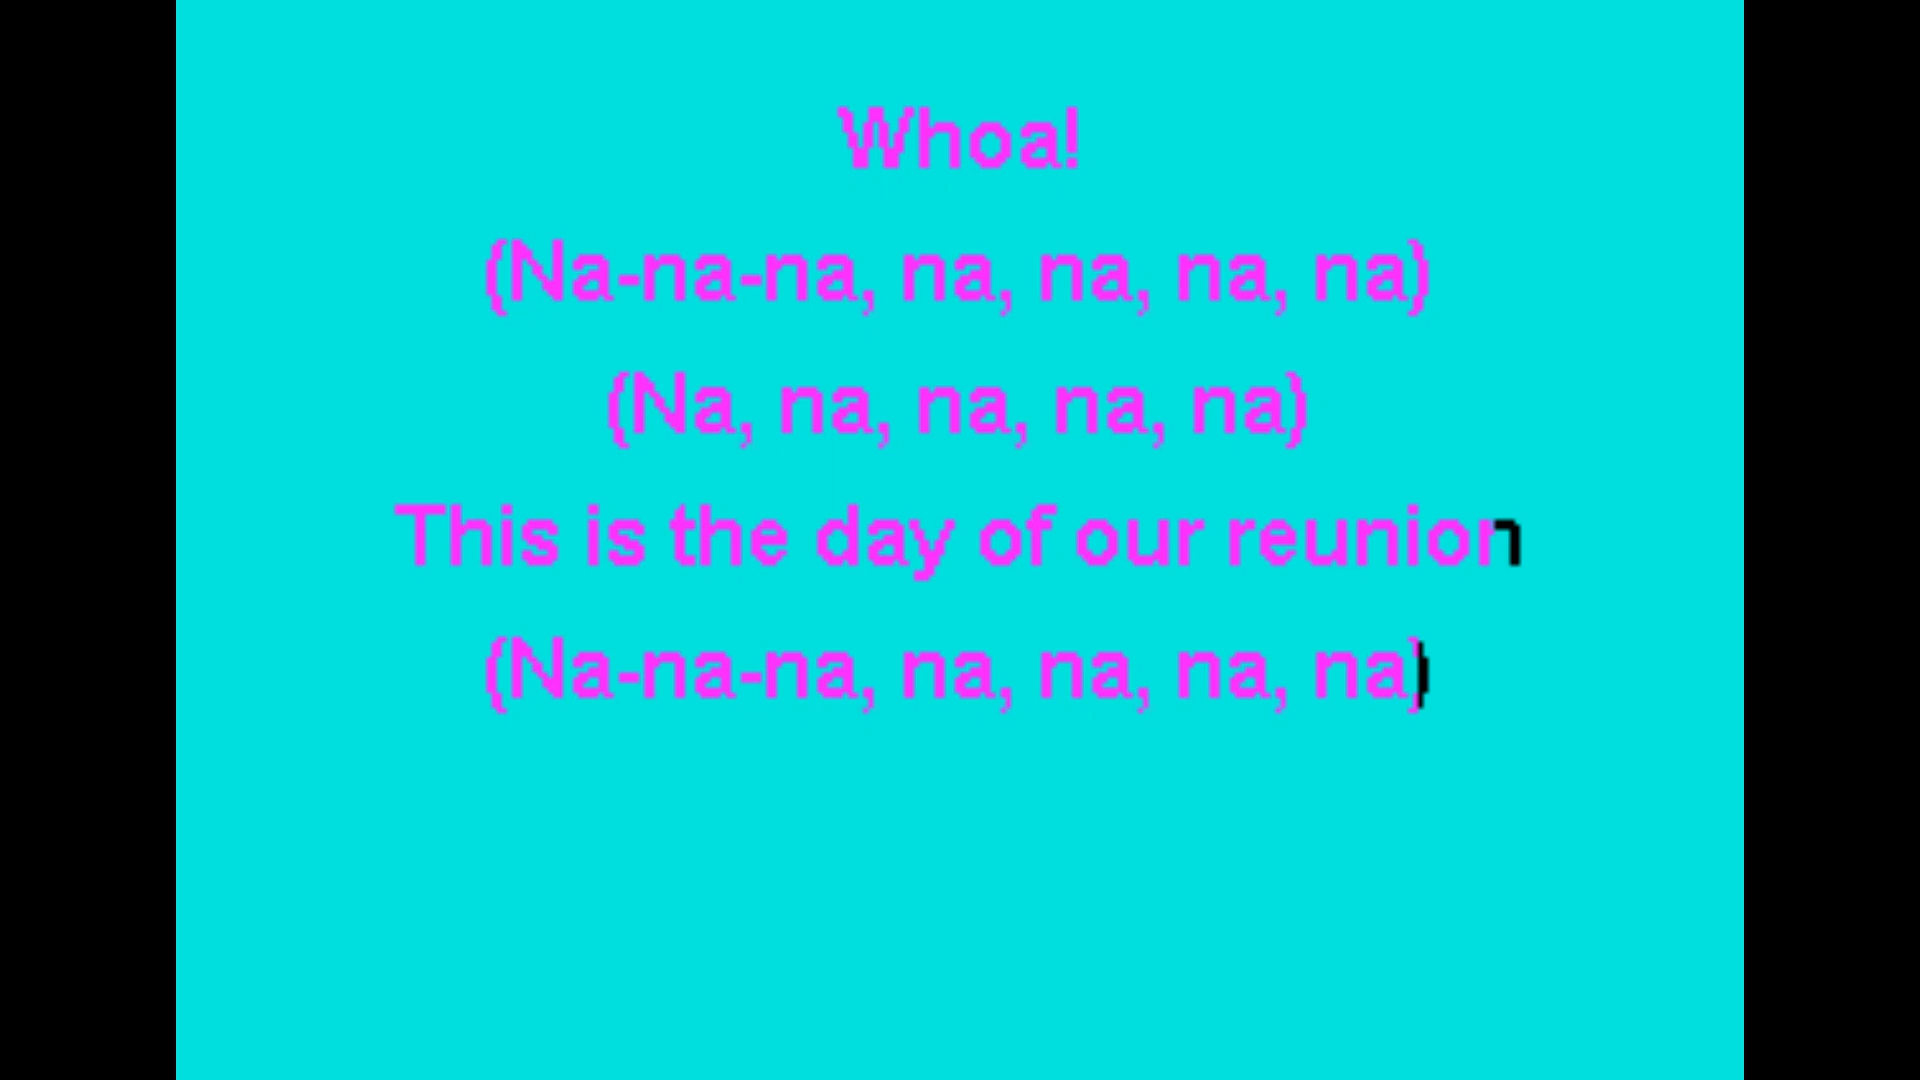 Whoa!
(Na-na-na, na, na, na, na)
(Na, na, na, na, na)
This is the day of our reunion
(Na-na-na, na, na, na, na)